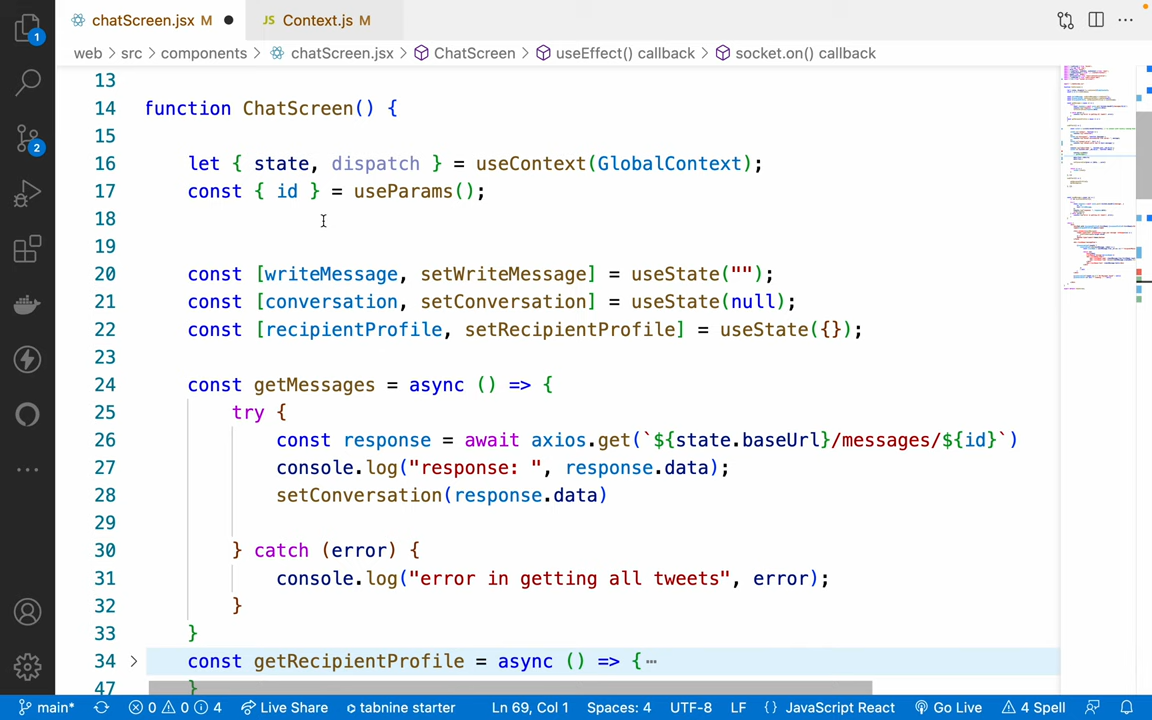 chatScreen.jsx M
JS Context.js M
web > src > components > chatScreen.jsx > ChatScreen > useEffect() callback > socket.on() callback
1
2
13
14 function ChatScreen() {
15
16 let { state, dispatch } = useContext(GlobalContext);
17 const { id } = useParams();
18
19
20 const [writeMessage, setWriteMessage] = useState("");
21 const [conversation, setConversation] = useState(null);
22 const [recipientProfile, setRecipientProfile] = useState({});
23
24 const getMessages = async () => {
25 try {
26 const response = await axios.get(`${state.baseUrl}/messages/${id}`)
27 console.log("response: ", response.data);
28 setConversation(response.data)
29
30 } catch (error) {
31 console.log("error in getting all tweets", error);
32 }
33 }
34 const getRecipientProfile = async () => {…
47 }
main* 0 0 4 Live Share tabnine starter Ln 69, Col 1 Spaces: 4 UTF-8 LF {} JavaScript React Go Live 4 Spell